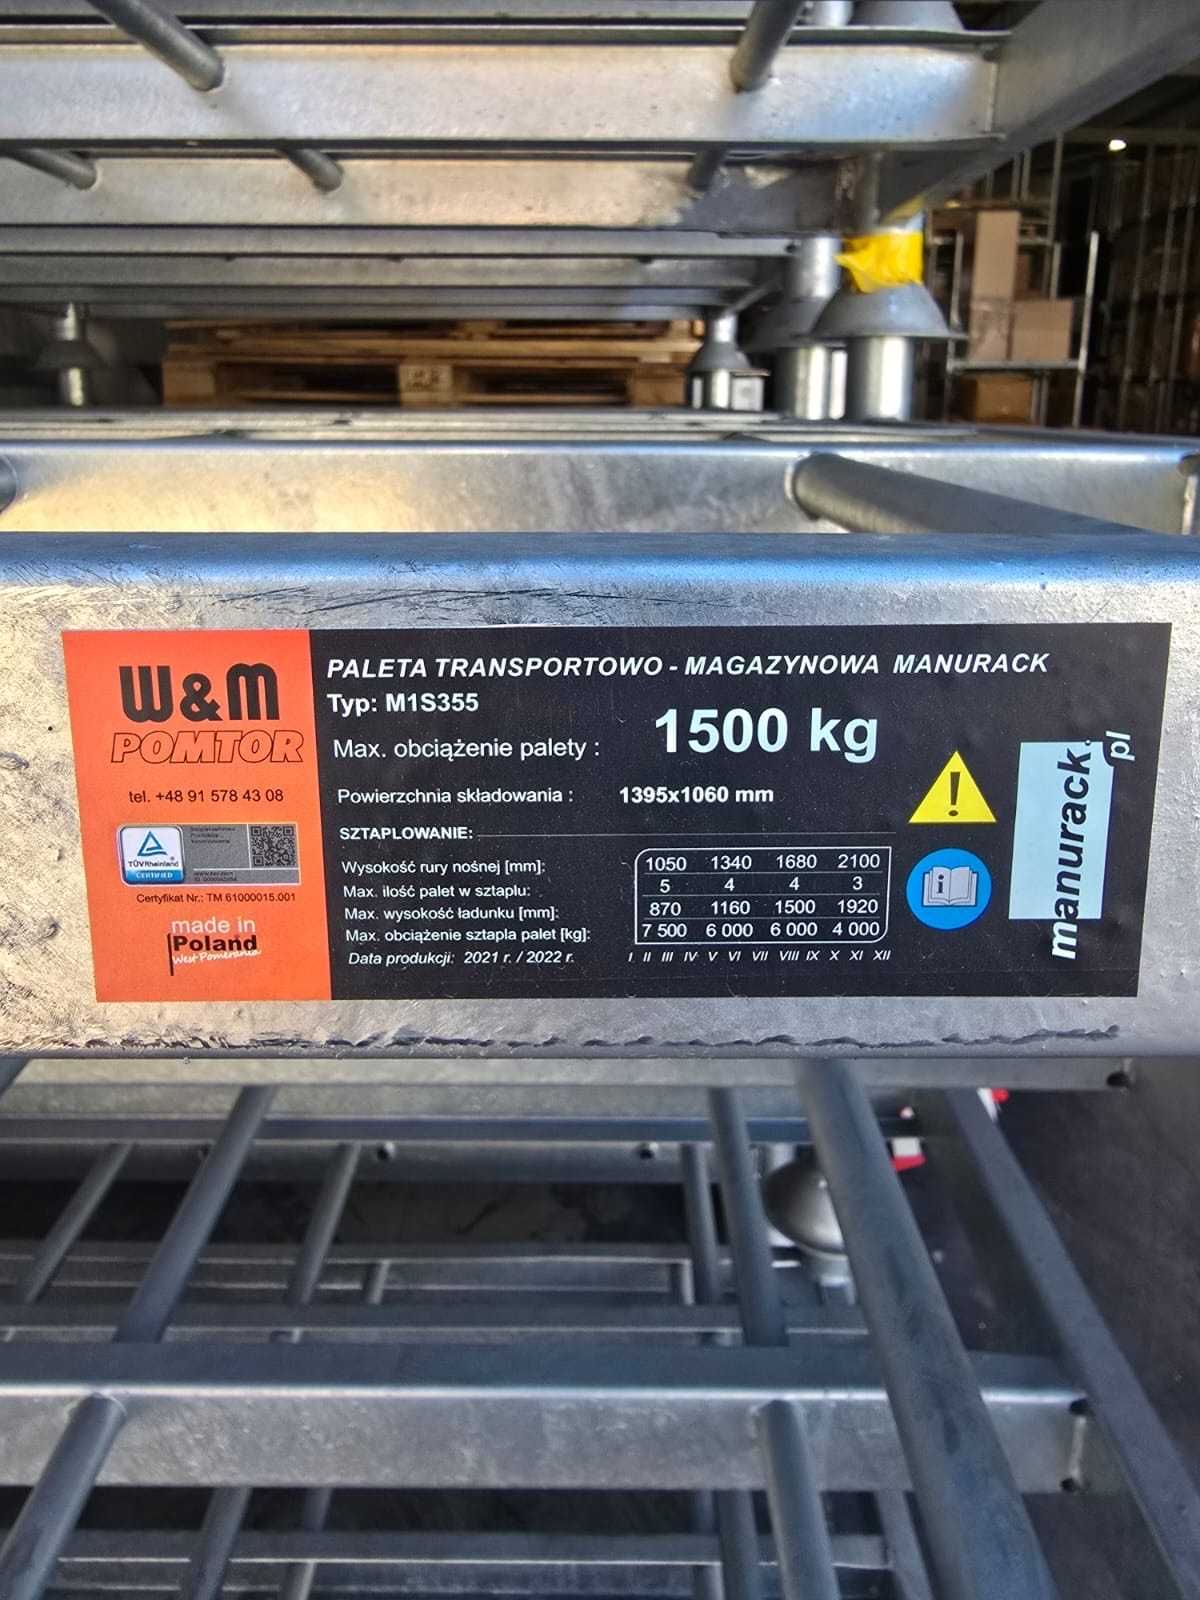 W&M
POMTOR
tel. +48 91 578 43 08
TÜVRheinland
CERTIFIED
Certyfikat Nr.: TM 61000015.001
made in
Poland
West Pomerania
PALETA TRANSPORTOWO - MAGAZYNOWA MANURACK
Typ: M1S355
Max. obciążenie palety : 1500 kg
Powierzchnia składowania : 1395x1060 mm
SZTAPLOWANIE:
Wysokość rury nośnej [mm]: 1050 1340 1680 2100
Max. ilość palet w sztaplu: 5 4 4 3
Max. wysokość ładunku [mm]: 870 1160 1500 1920
Max. obciążenie sztapla palet [kg]: 7 500 6 000 6 000 4 000
Data produkcji: 2021 r. / 2022 r. I II III IV V VI VII VIII IX X XI XII
!
i
manurack.pl